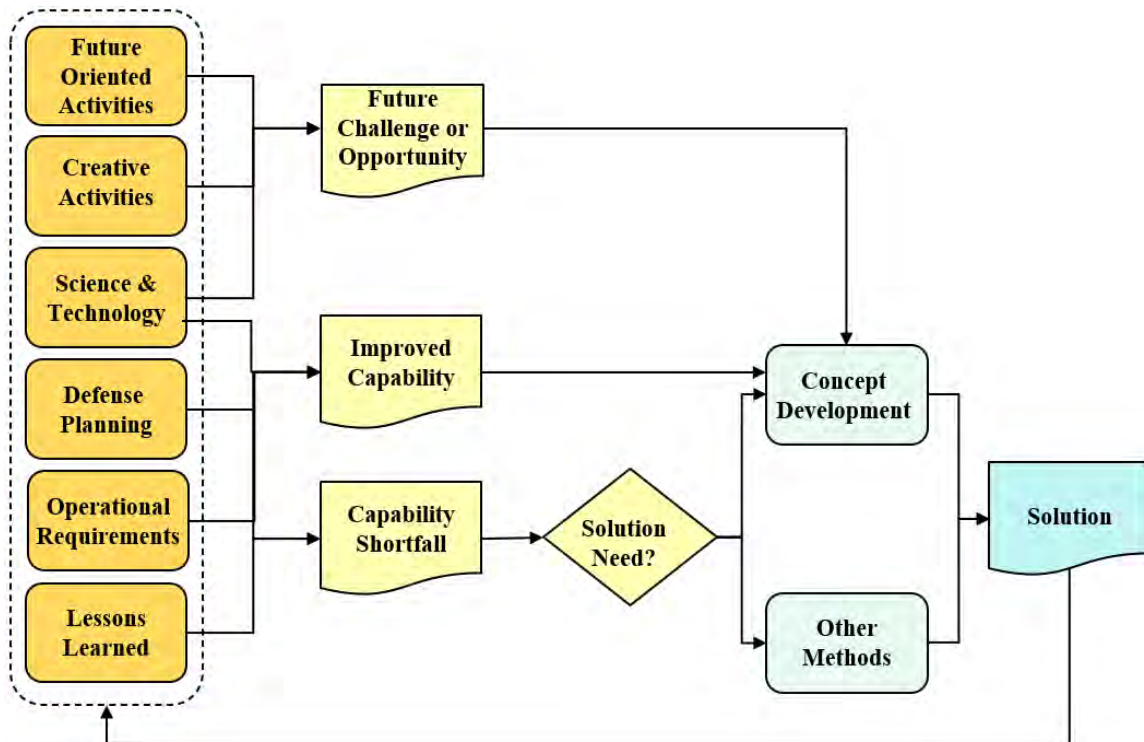 Future
Oriented
Activities
Creative
Activities
Science &
Technology
Defense
Planning
Operational
Requirements
Lessons
Learned
Future
Challenge or
Opportunity
Improved
Capability
Capability
Shortfall
Solution
Need?
Concept
Development
Other
Methods
Solution